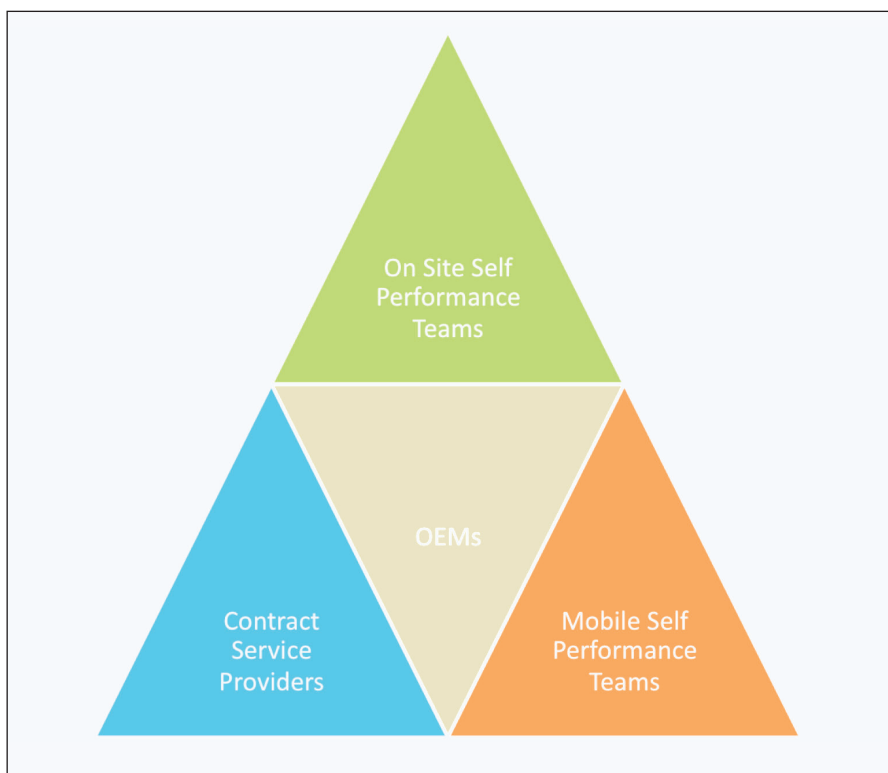 On Site Self
Performance
Teams
OEMs
Contract
Service
Providers
Mobile Self
Performance
Teams